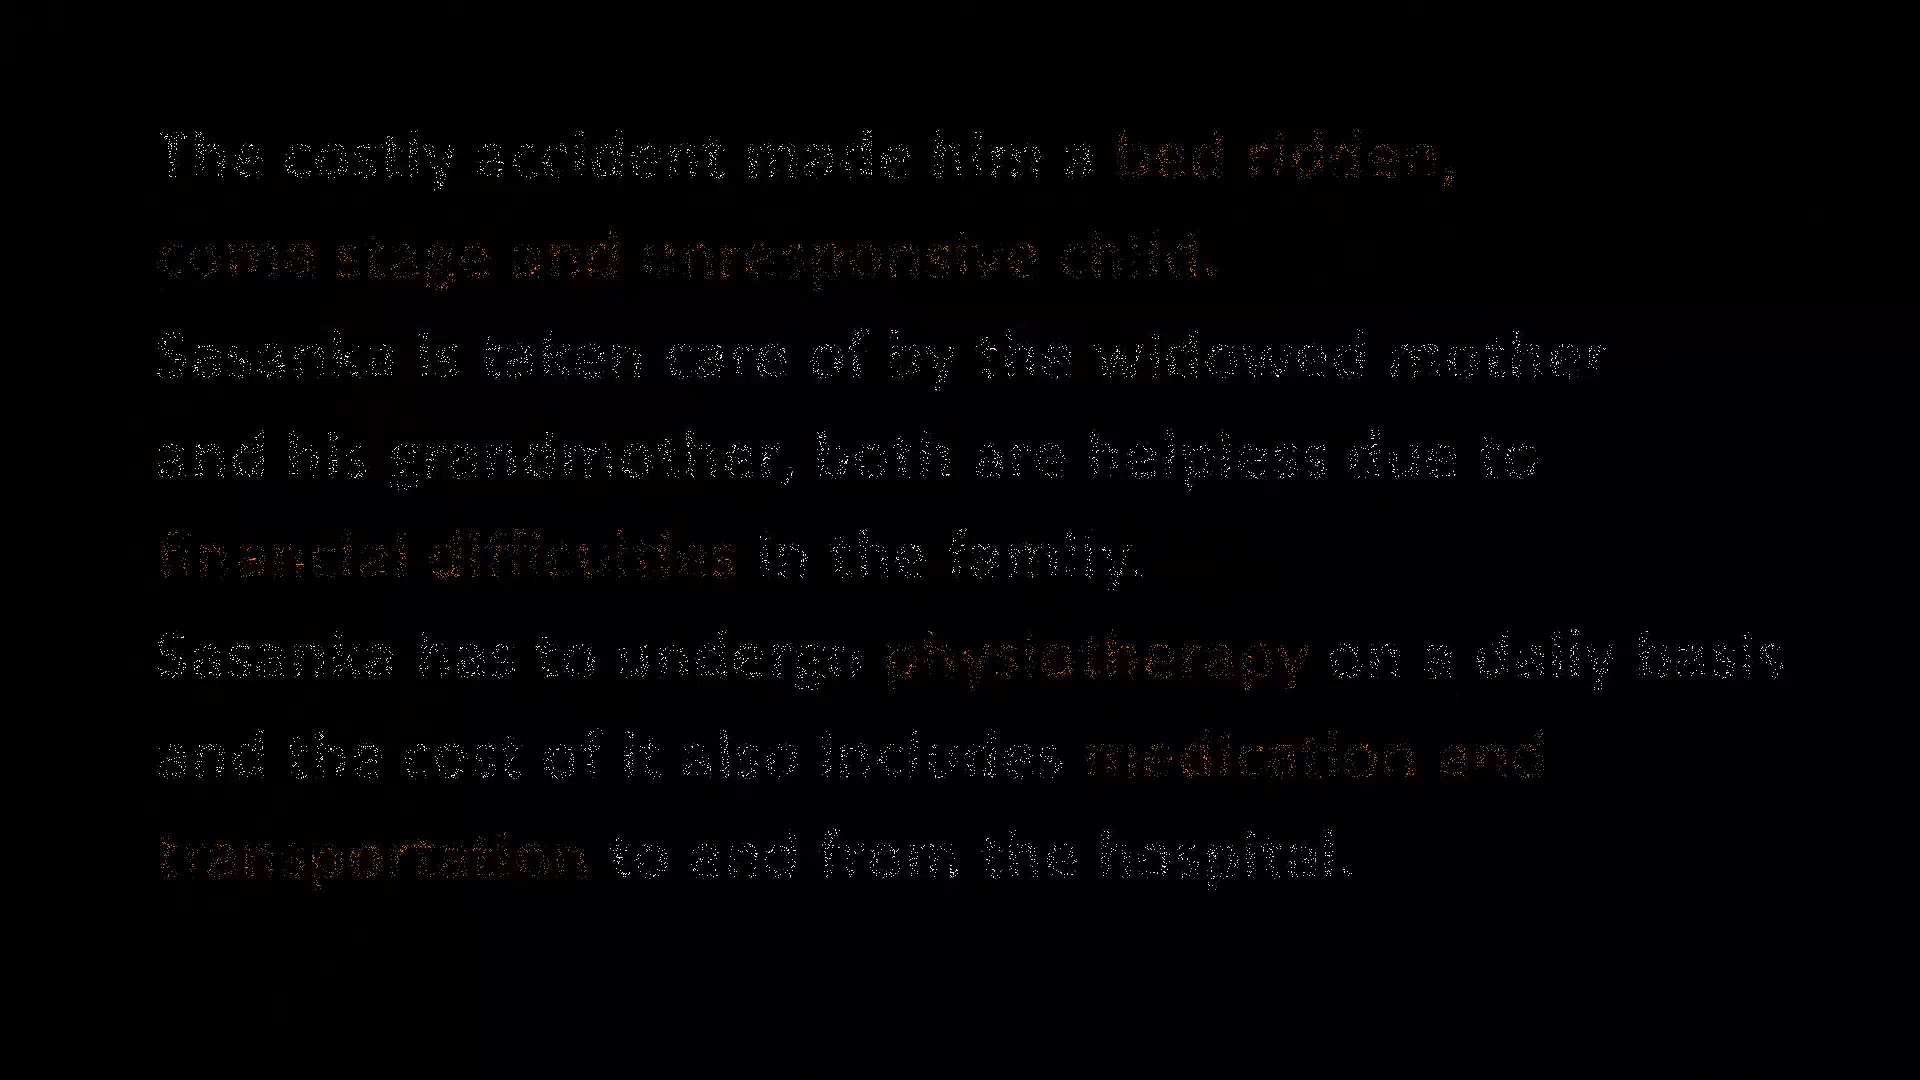 The costly accident made him a bed ridden,
coma stage and unresponsive child.
Sasanka is taken care of by the widowed mother
and his grandmother, both are helpless due to
financial difficulties in the family.
Sasanka has to undergo physiotherapy on a daily basis
and the cost of it also includes medication and
transportation to and from the hospital.